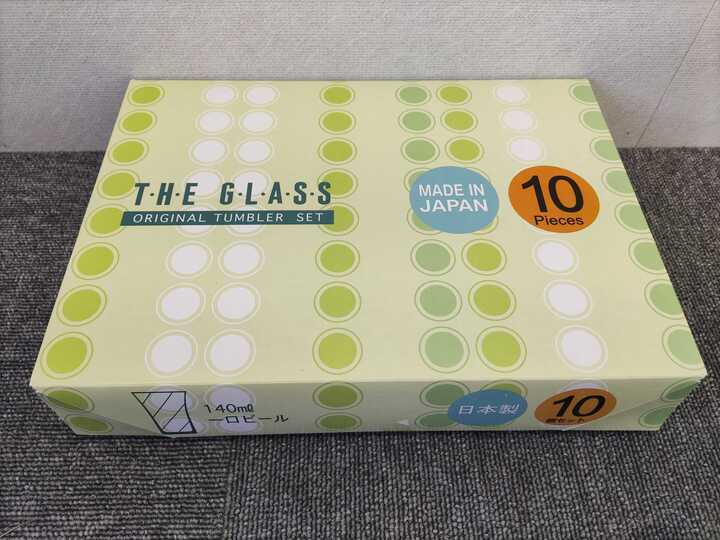 T·H·E G·L·A·S·S
ORIGINAL TUMBLER SET
MADE IN
JAPAN
10
Pieces
140mℓ
一口ビール
日本製
10
個セット